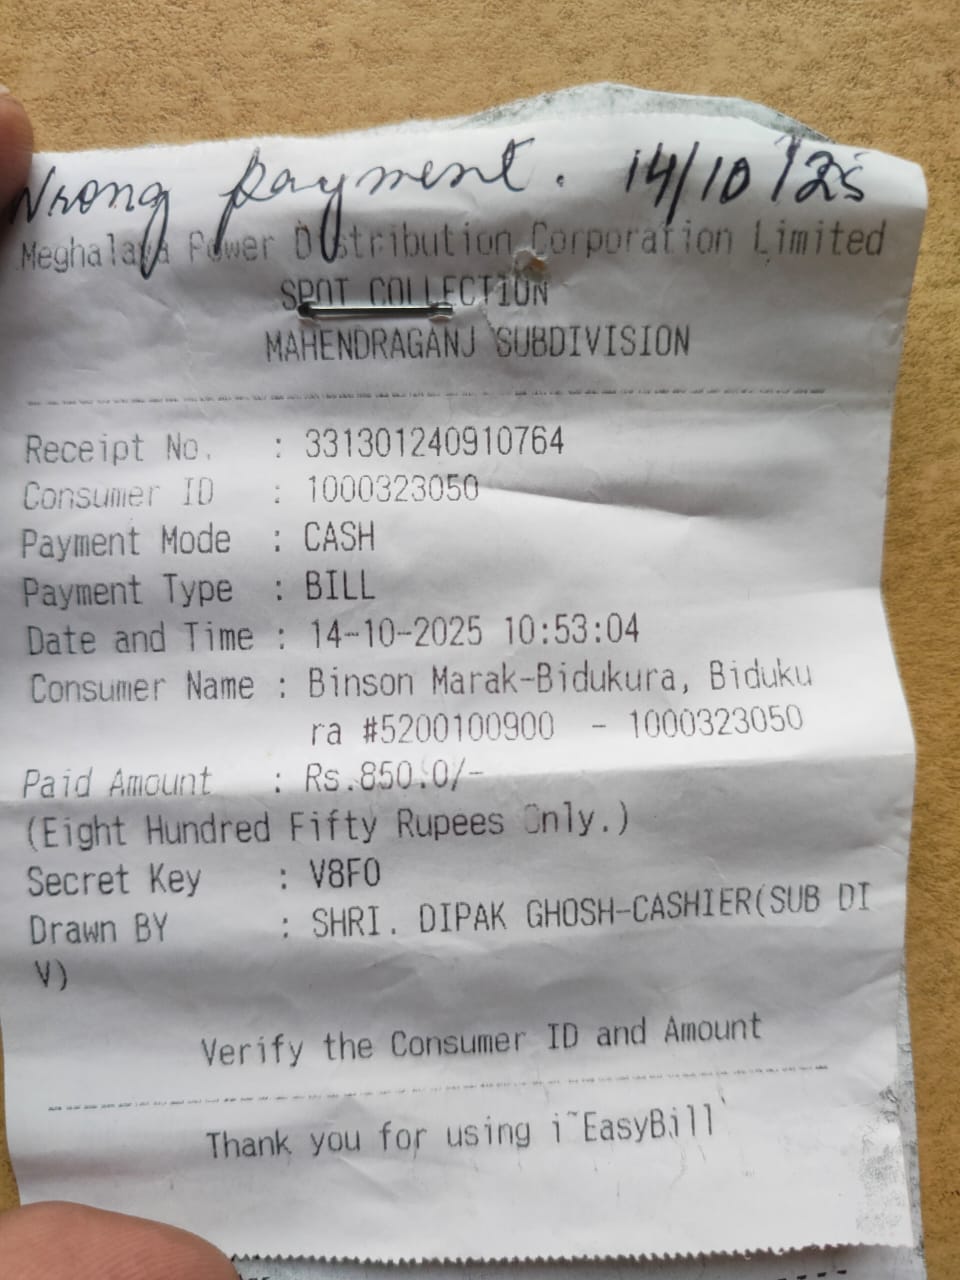 Wrong payment. 14/10/25
Meghalaya Power Distribution Corporation Limited
SPOT COLLECTION
MAHENDRAGANJ SUBDIVISION
Receipt No. : 331301240910764
Consumer ID : 1000323050
Payment Mode : CASH
Payment Type : BILL
Date and Time : 14-10-2025 10:53:04
Consumer Name : Binson Marak-Bidukura, Biduku
ra #5200100900 - 1000323050
Paid Amount : Rs.850.0/-
(Eight Hundred Fifty Rupees Only.)
Secret Key : V8F0
Drawn BY : SHRI. DIPAK GHOSH-CASHIER(SUB DI
V)
Verify the Consumer ID and Amount
Thank you for using i~EasyBill